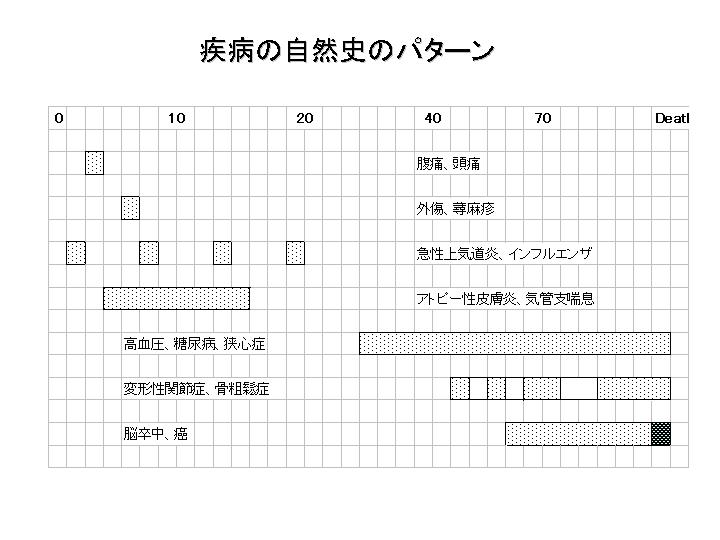 疾病の自然史のパターン
0 10 20 40 70 Deatl
腹痛、頭痛
外傷、蕁麻疹
急性上気道炎、インフルエンザ
アトピー性皮膚炎、気管支喘息
高血圧、糖尿病、狭心症
変形性関節症、骨粗鬆症
脳卒中、癌